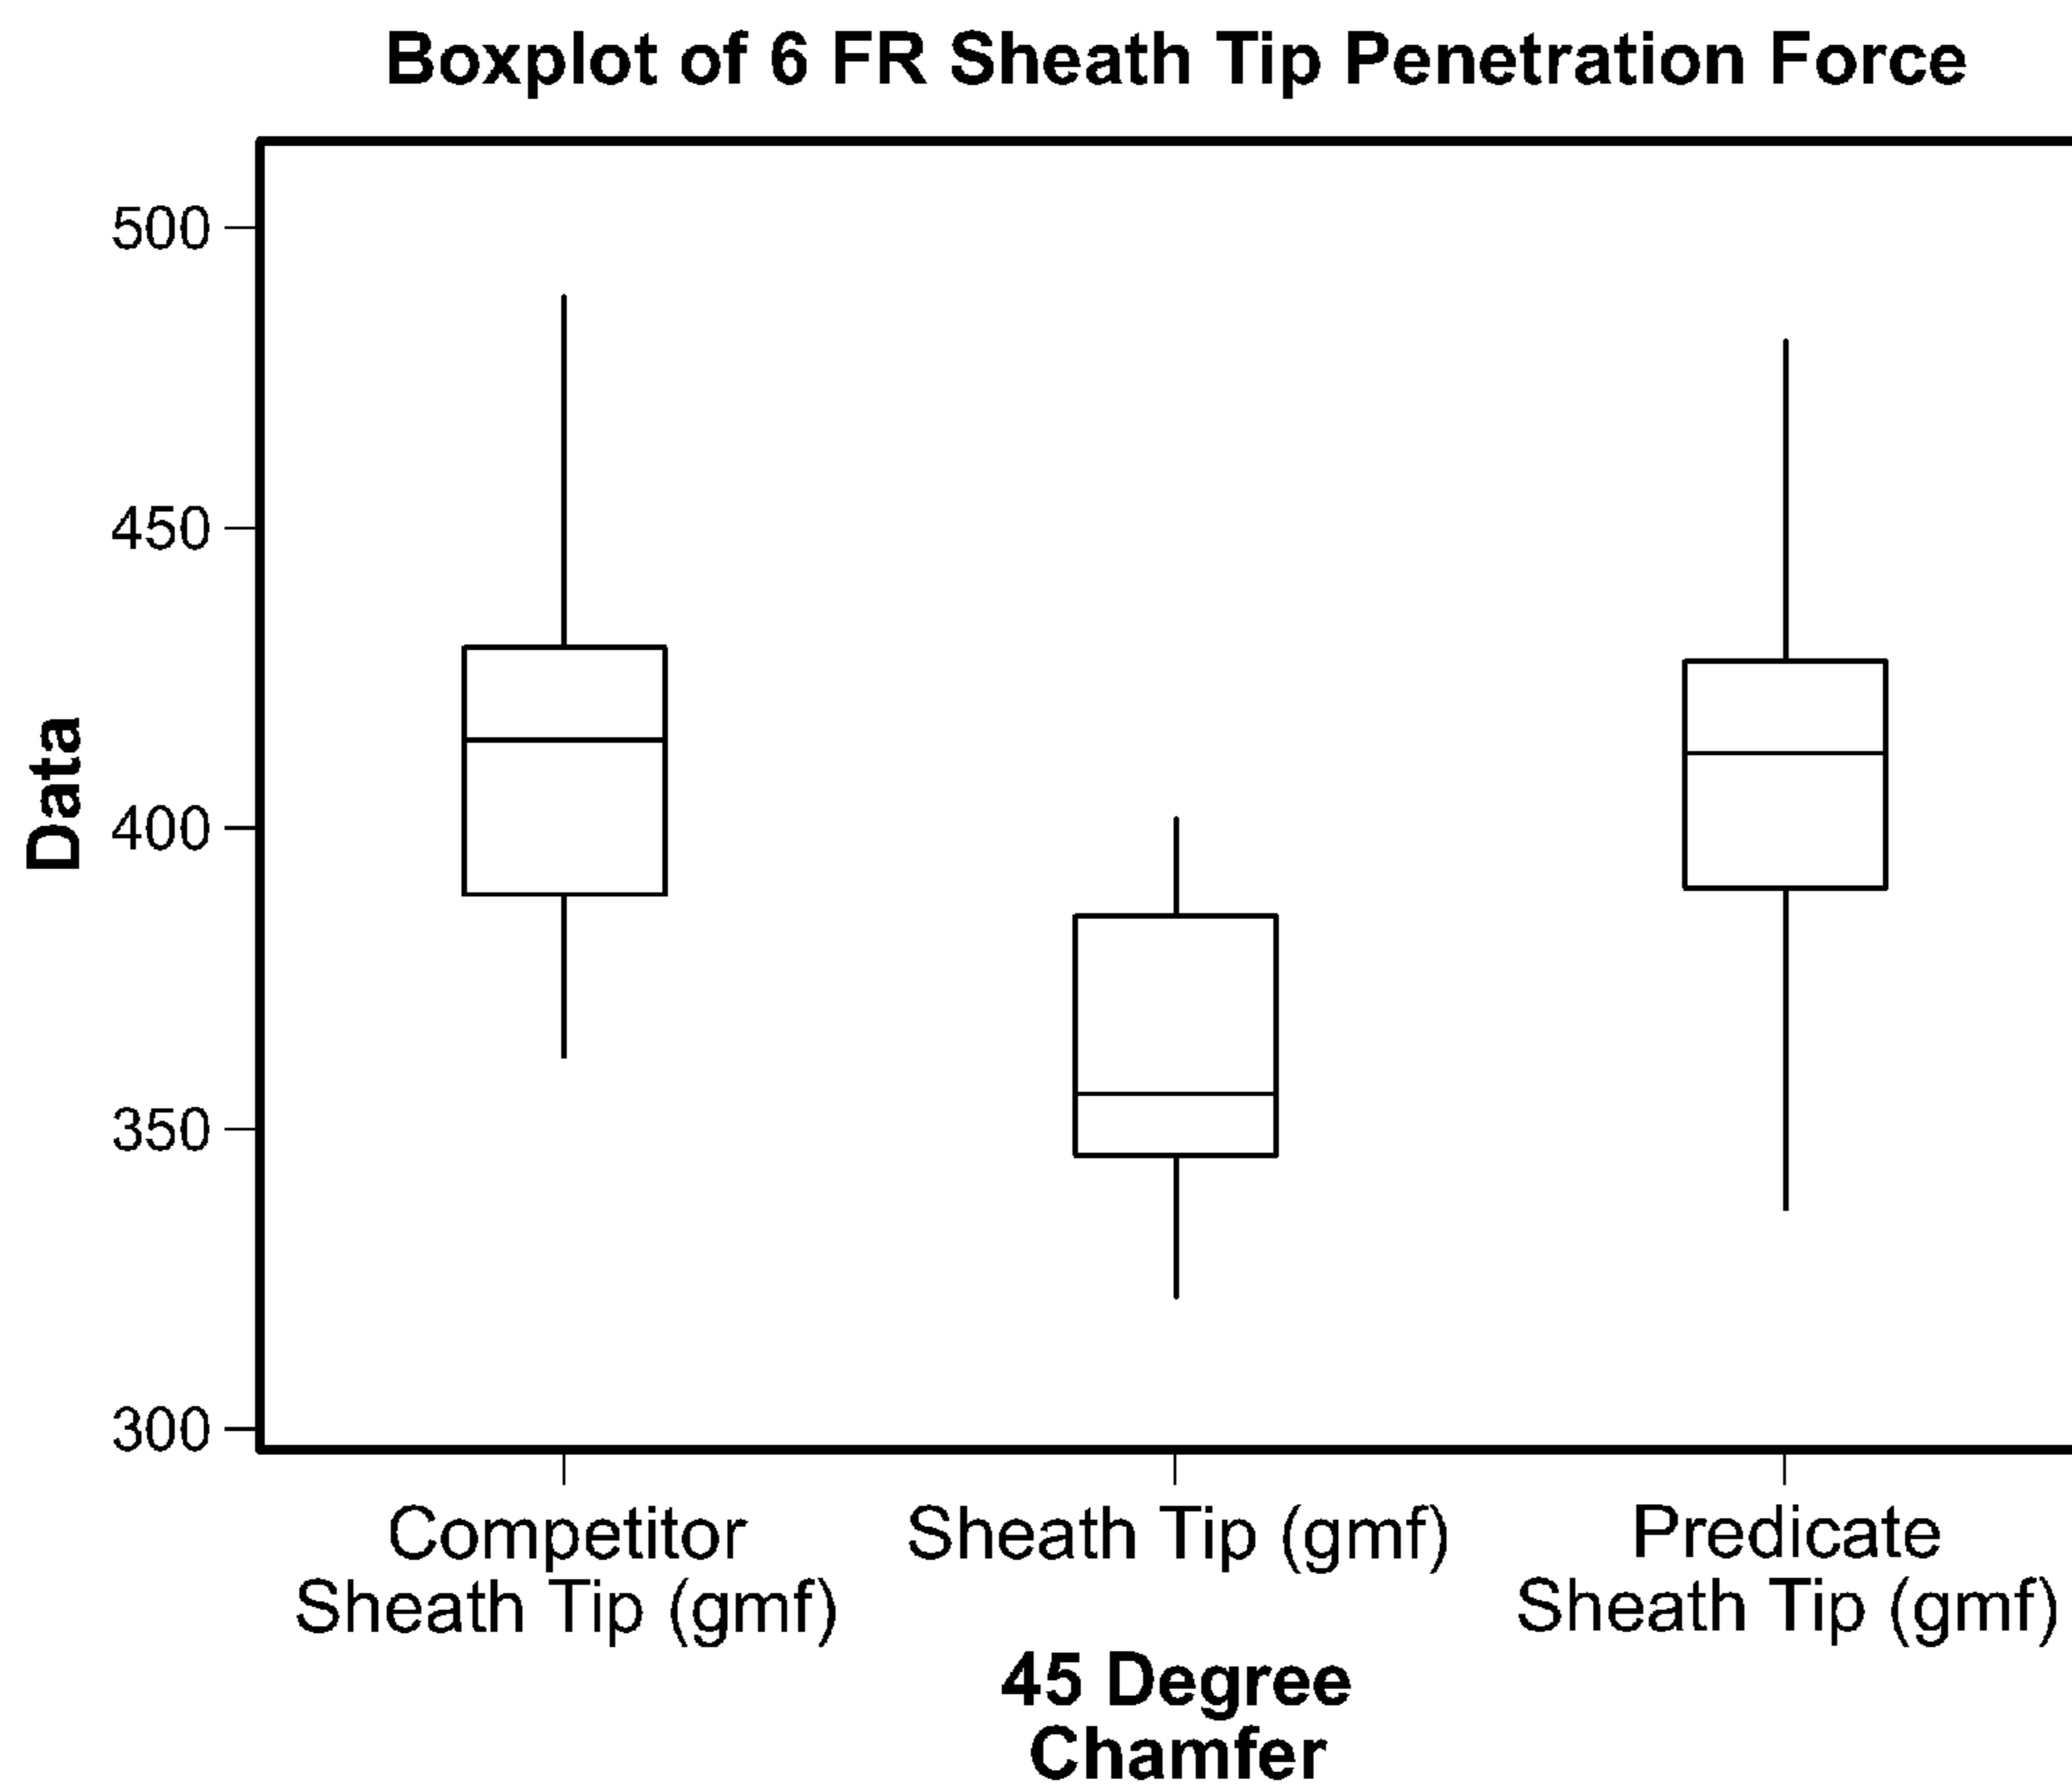 Boxplot of 6 FR Sheath Tip Penetration Force
500
450
400
350
300
Data
Competitor
Sheath Tip (gmf)
Sheath Tip (gmf)
Predicate
Sheath Tip (gmf)
45 Degree
Chamfer